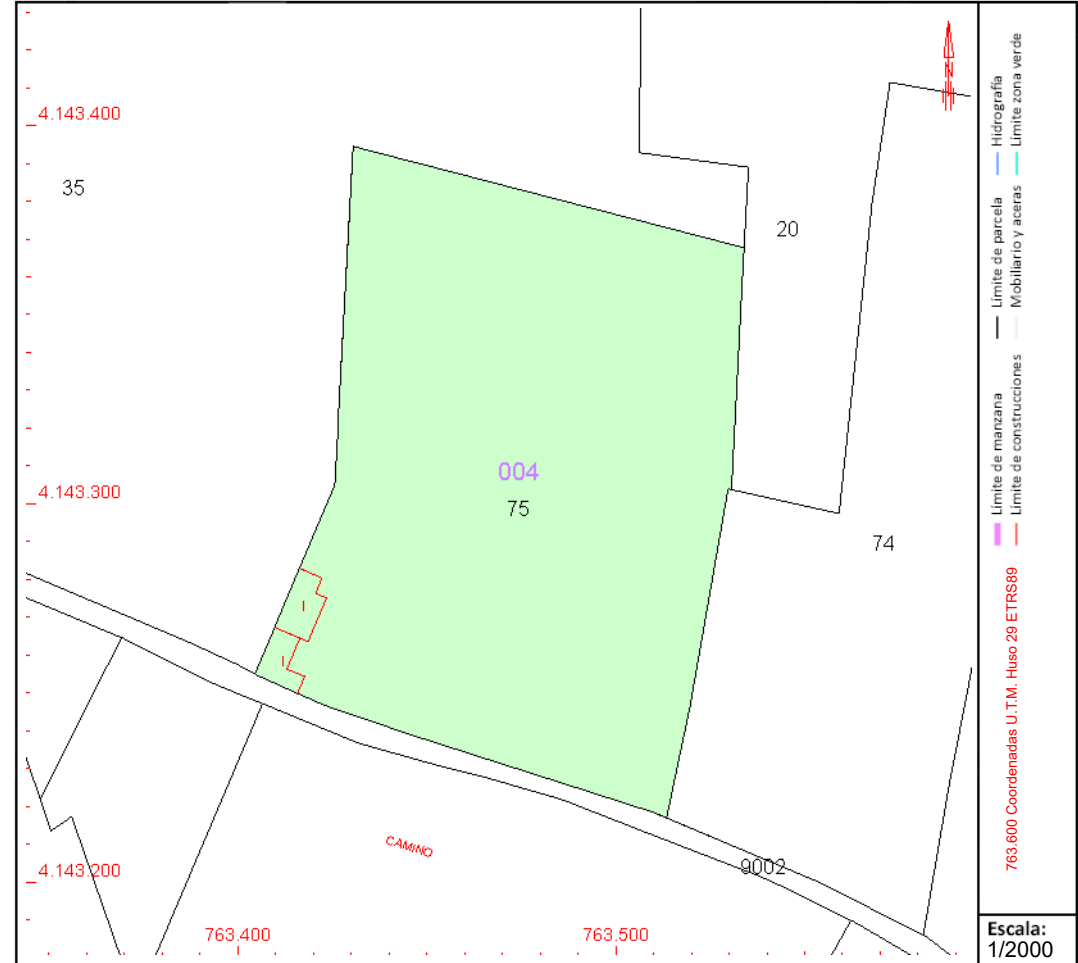 4.143.400
35
20
004
75
4.143.300
74
4.143.200
CAMINO
9002
763.400
763.500
N
Hidrografía
Límite zona verde
Límite de parcela
Mobiliario y aceras
Límite de manzana
Límite de construcciones
763.600 Coordenadas U.T.M. Huso 29 ETRS89
I
I
Escala:
1/2000